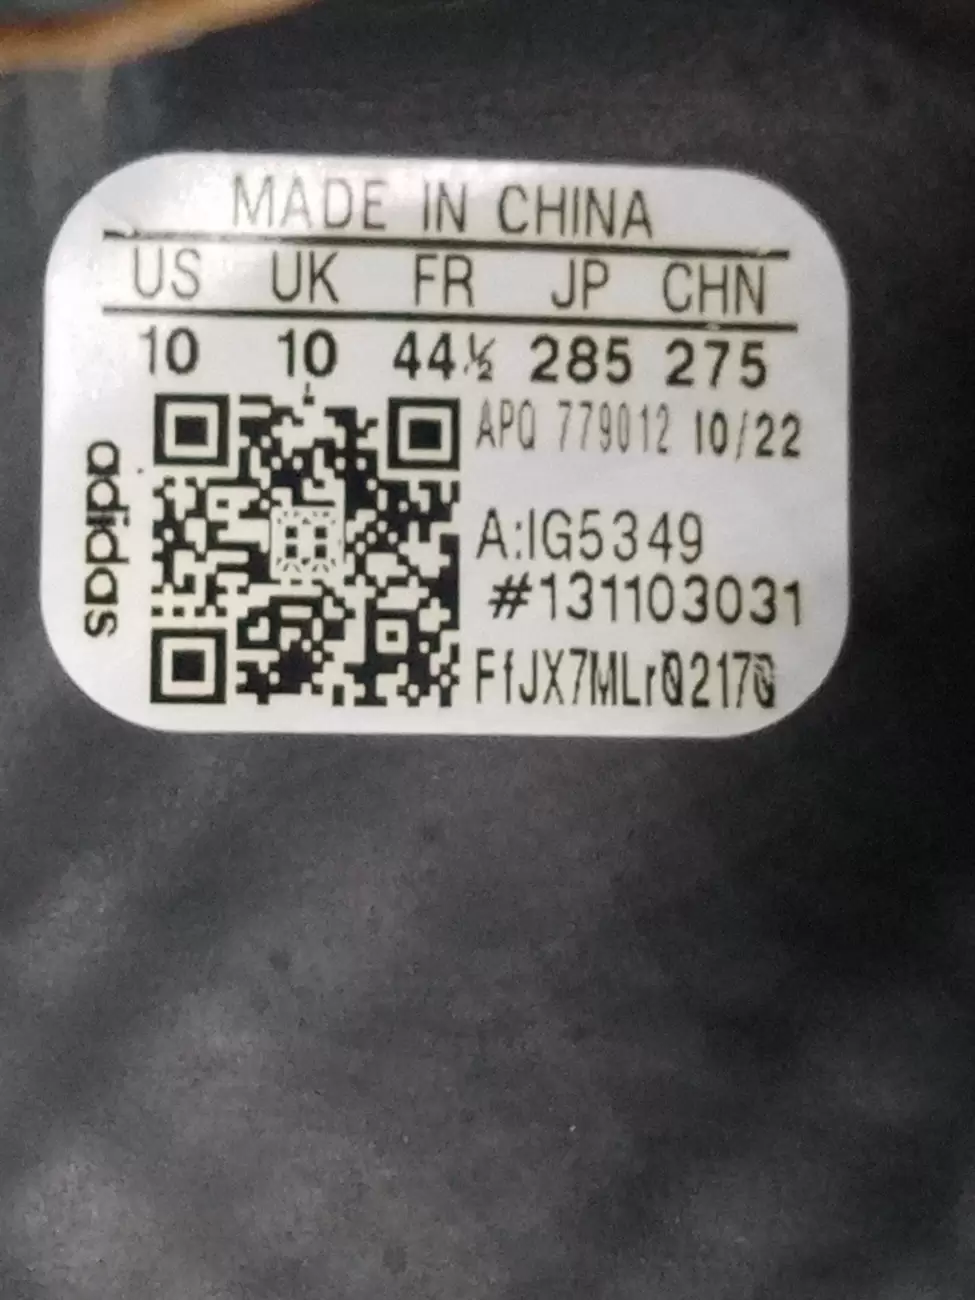 MADE IN CHINA
US UK FR JP CHN
10 10 44½ 285 275
APQ 779012 10/22
A:IG5349
#131103031
FfJX7MLr02170
adidas